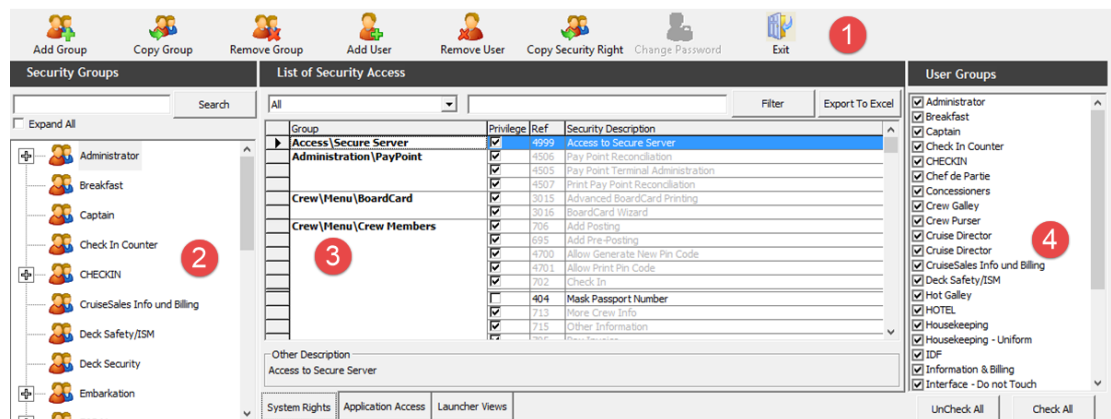 Add Group Copy Group Remove Group Add User Remove User Copy Security Right Change Password Exit 1
Security Groups
Search
Expand All
Administrator
Breakfast
Captain
Check In Counter
2
CHECKIN
CruiseSales Info und Billing
Deck Safety/ISM
Deck Security
Embarkation
List of Security Access
All Filter Export To Excel
Group Privilege Ref Security Description
Access\Secure Server 4999 Access to Secure Server
Administration\PayPoint 4506 Pay Point Reconciliation
4505 Pay Point Terminal Administration
4507 Print Pay Point Reconciliation
Crew\Menu\BoardCard 3015 Advanced BoardCard Printing
3016 BoardCard Wizard
Crew\Menu\Crew Members 706 Add Posting
695 Add Pre-Posting
3
4700 Allow Generate New Pin Code
4701 Allow Print Pin Code
702 Check In
404 Mask Passport Number
713 More Crew Info
715 Other Information
Other Description
Access to Secure Server
System Rights Application Access Launcher Views
User Groups
Administrator
Breakfast
Captain
Check In Counter
CHECKIN
Chef de Partie
Concessioners
Crew Galley
Crew Purser
Cruise Director
Cruise Director
4
CruiseSales Info und Billing
Deck Safety/ISM
Hot Galley
HOTEL
Housekeeping
Housekeeping - Uniform
IDF
Information & Billing
Interface - Do not Touch
UnCheck All Check All